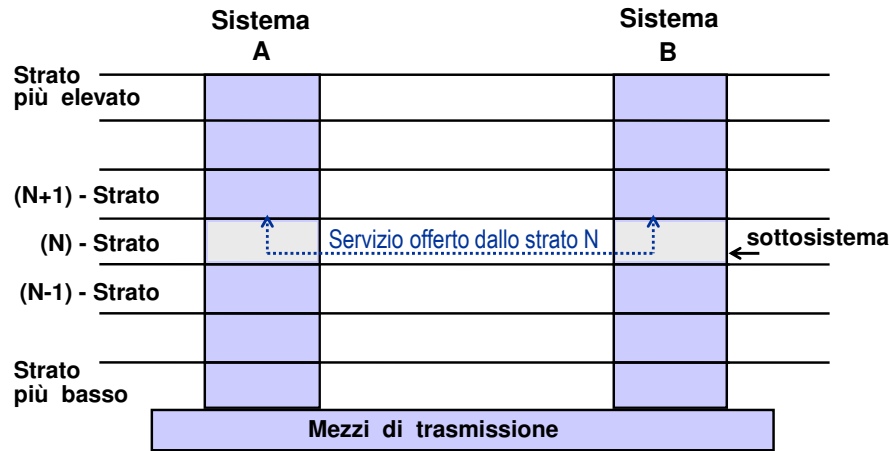 Sistema
A
Sistema
B
Strato
più elevato
(N+1) - Strato
(N) - Strato
Servizio offerto dallo strato N
sottosistema
(N-1) - Strato
Strato
più basso
Mezzi di trasmissione